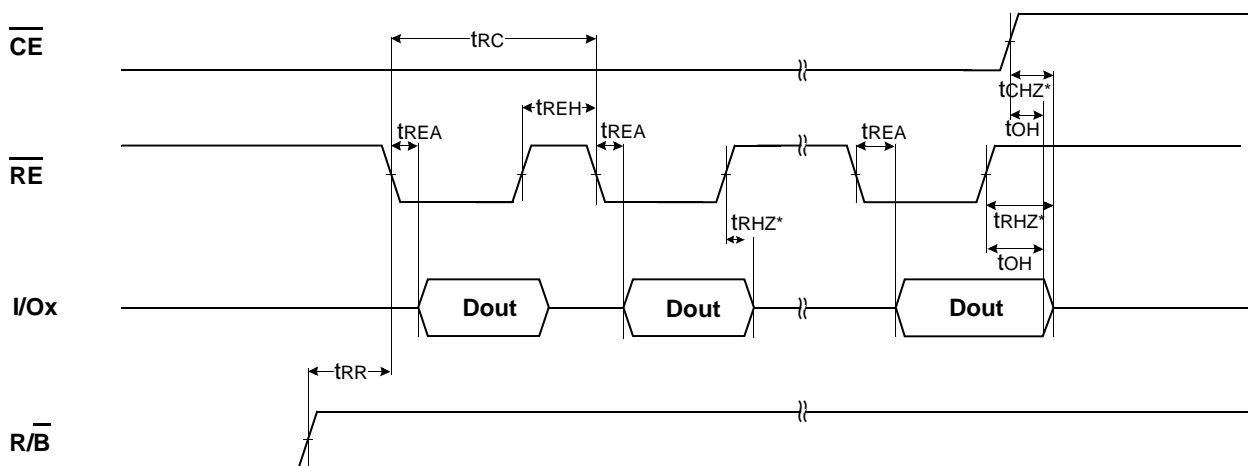 CE
tRC
tCHZ*
tREH
tOH
tREA
tREA
tREA
RE
tRHZ*
tRHZ*
tOH
I/Ox
Dout
Dout
Dout
tRR
R/B